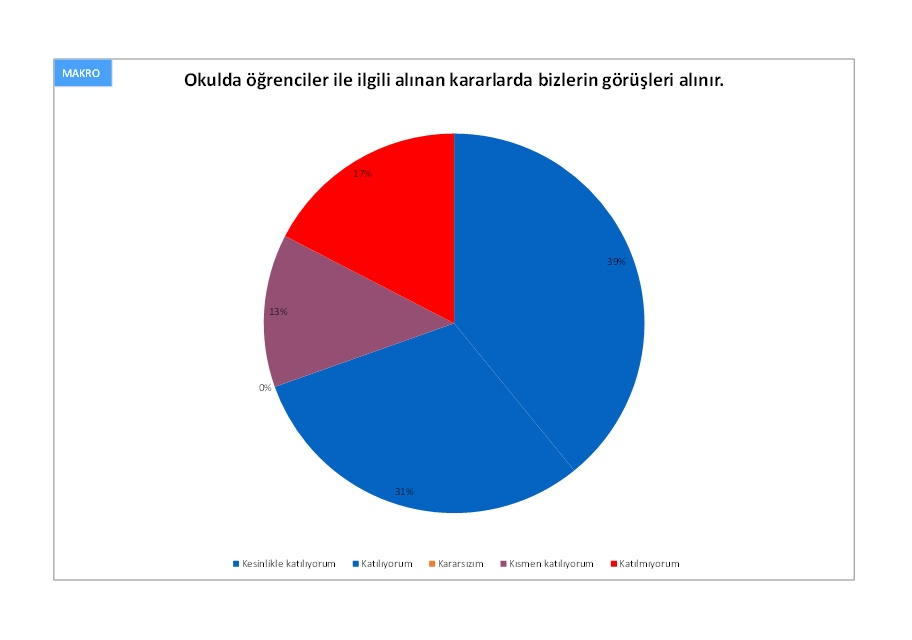 MAKRO
Okulda öğrenciler ile ilgili alınan kararlarda bizlerin görüşleri alınır.
17%
39%
13%
0%
31%
Kesinlikle katılıyorum Katılıyorum Kararsızım Kısmen katılıyorum Katılmıyorum